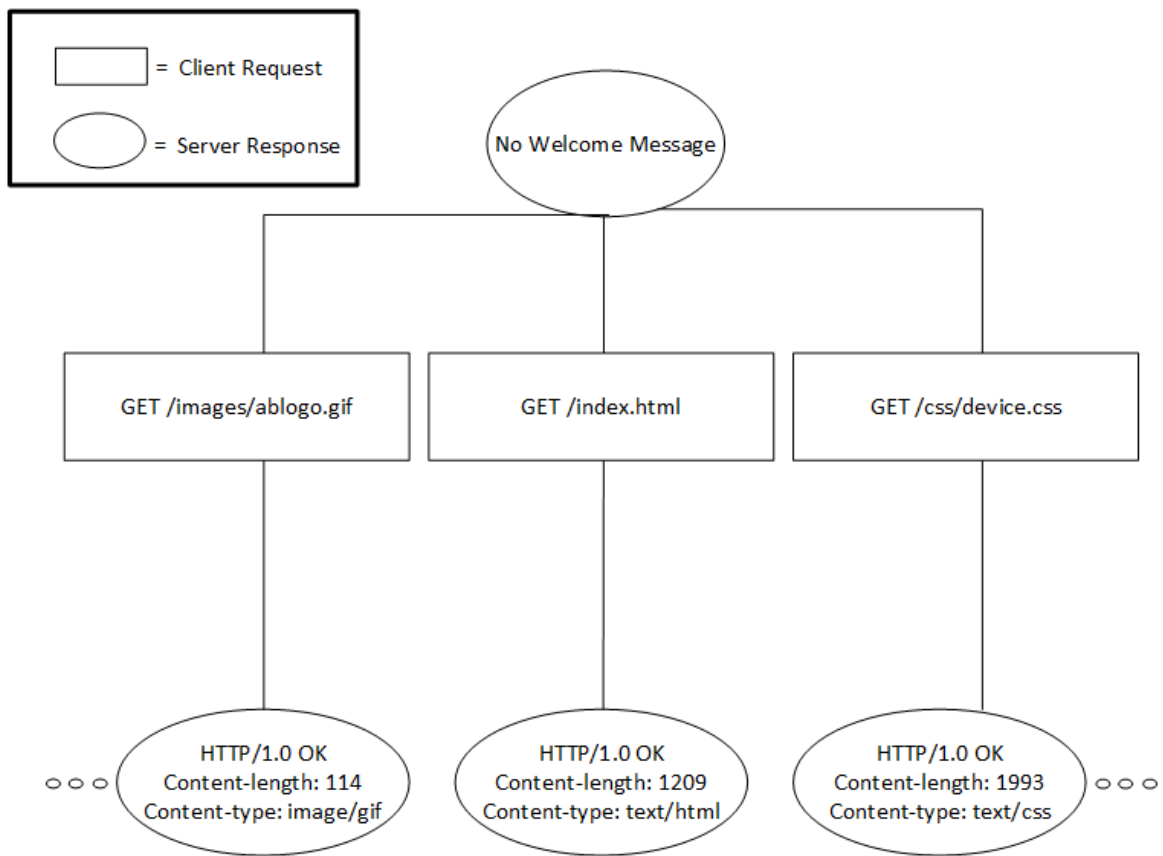 = Client Request
= Server Response
No Welcome Message
GET /images/ablogo.gif
GET /index.html
GET /css/device.css
HTTP/1.0 OK
Content-length: 114
Content-type: image/gif
HTTP/1.0 OK
Content-length: 1209
Content-type: text/html
HTTP/1.0 OK
Content-length: 1993
Content-type: text/css